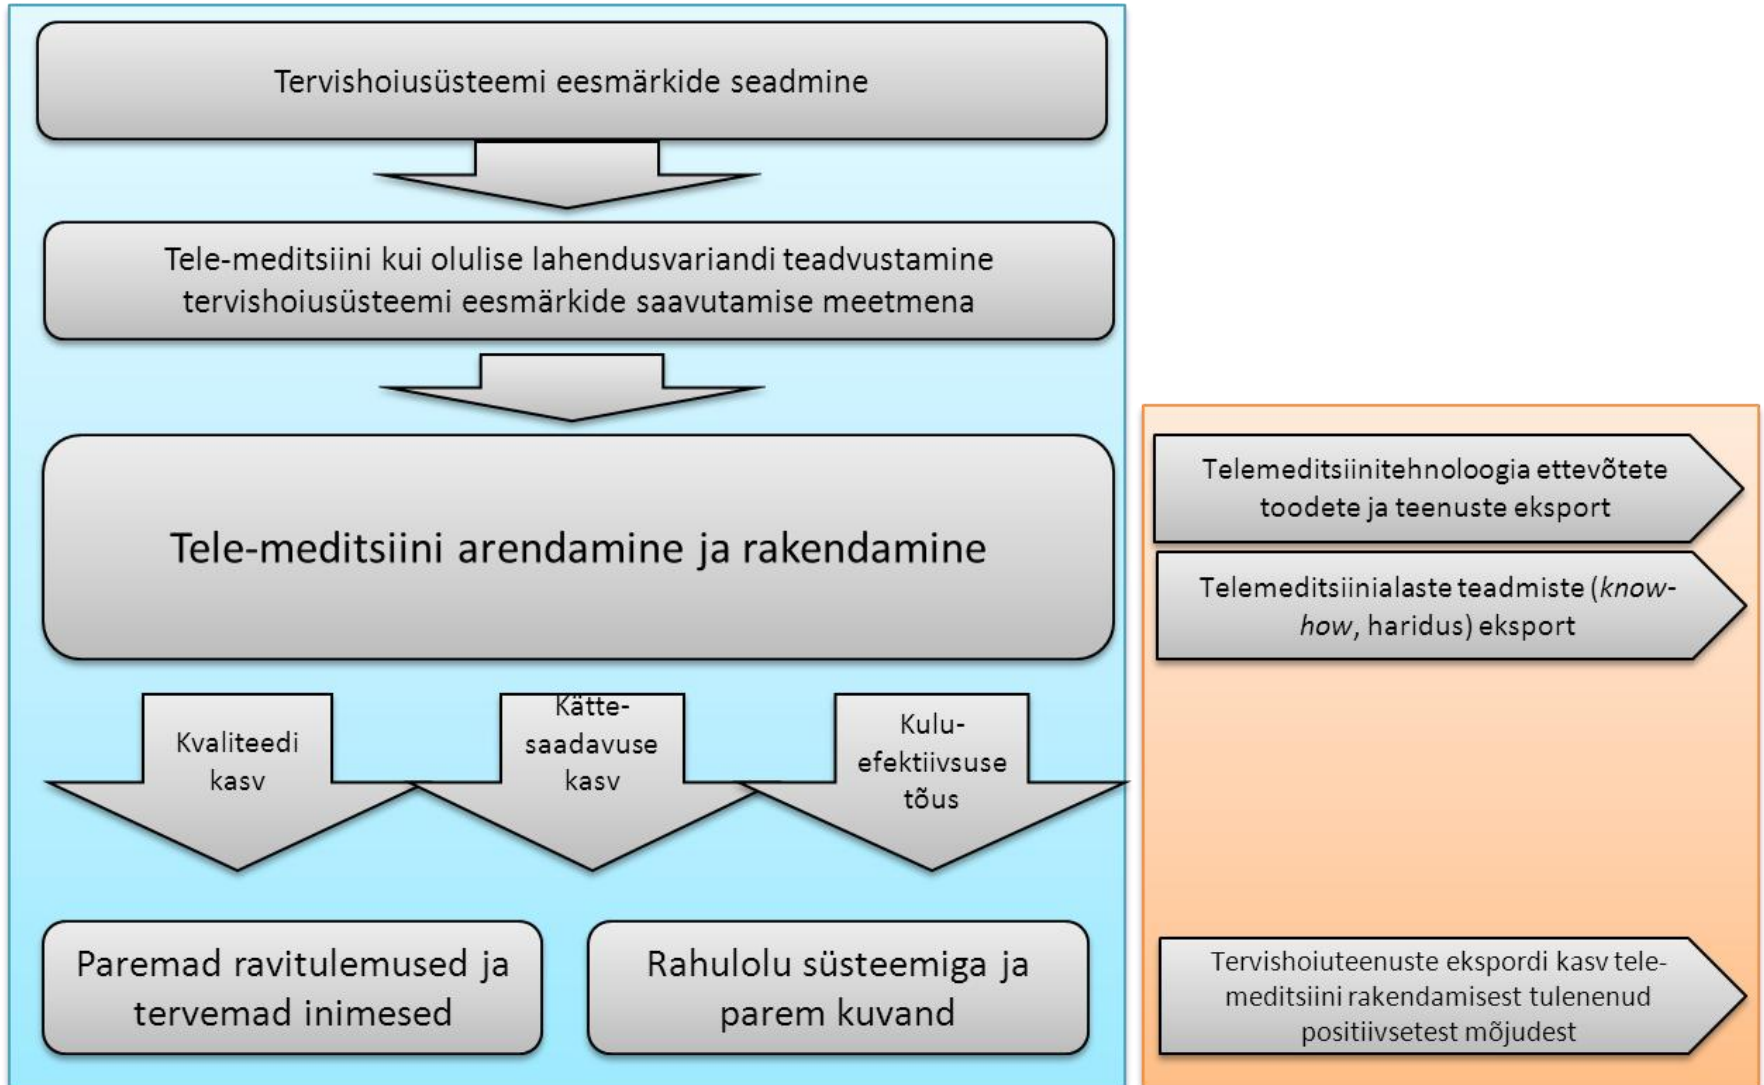 Tervishoiusüsteemi eesmärkide seadmine
Tele-meditsiini kui olulise lahendusvariandi teadvustamine
tervishoiusüsteemi eesmärkide saavutamise meetmena
Tele-meditsiini arendamine ja rakendamine
Telemeditsiinitehnoloogia ettevõtete
toodete ja teenuste eksport
Telemeditsiinialaste teadmiste (know-
how, haridus) eksport
Kvaliteedi
kasv
Kätte-
saadavuse
kasv
Kulu-
efektiivsuse
tõus
Paremad ravitulemused ja
tervemad inimesed
Rahulolu süsteemiga ja
parem kuvand
Tervishoiuteenuste ekspordi kasv tele-
meditsiini rakendamisest tulenenud
positiivsetest mõjudest